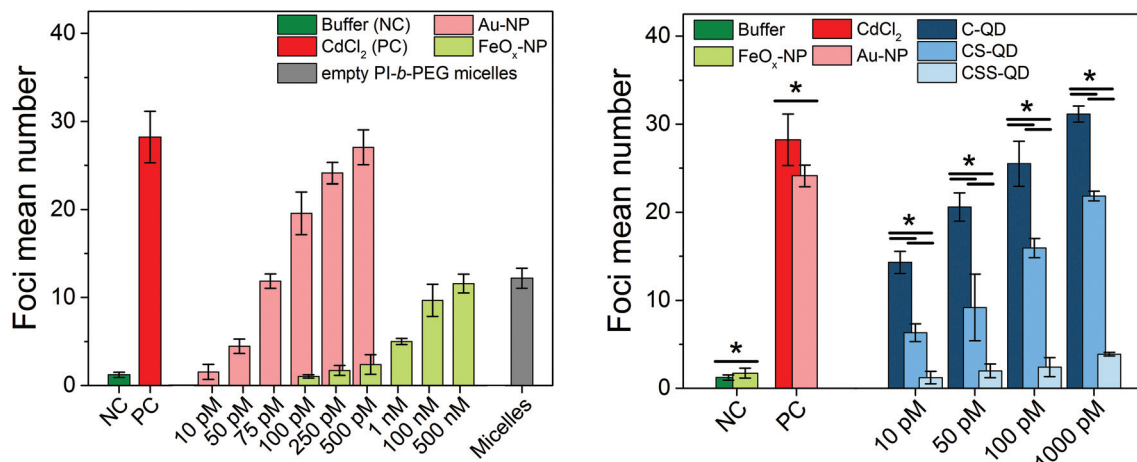 Buffer (NC)
Au-NP
CdCl₂ (PC)
FeOₓ-NP
empty PI-b-PEG micelles
Foci mean number
40
30
20
10
0
NC
PC
10 pM
50 pM
75 pM
100 pM
250 pM
500 pM
1 nM
100 nM
500 nM
Micelles
Buffer
CdCl₂
C-QD
FeOₓ-NP
Au-NP
CS-QD
CSS-QD
Foci mean number
40
30
20
10
0
*
*
*
*
*
*
NC
PC
10 pM
50 pM
100 pM
1000 pM